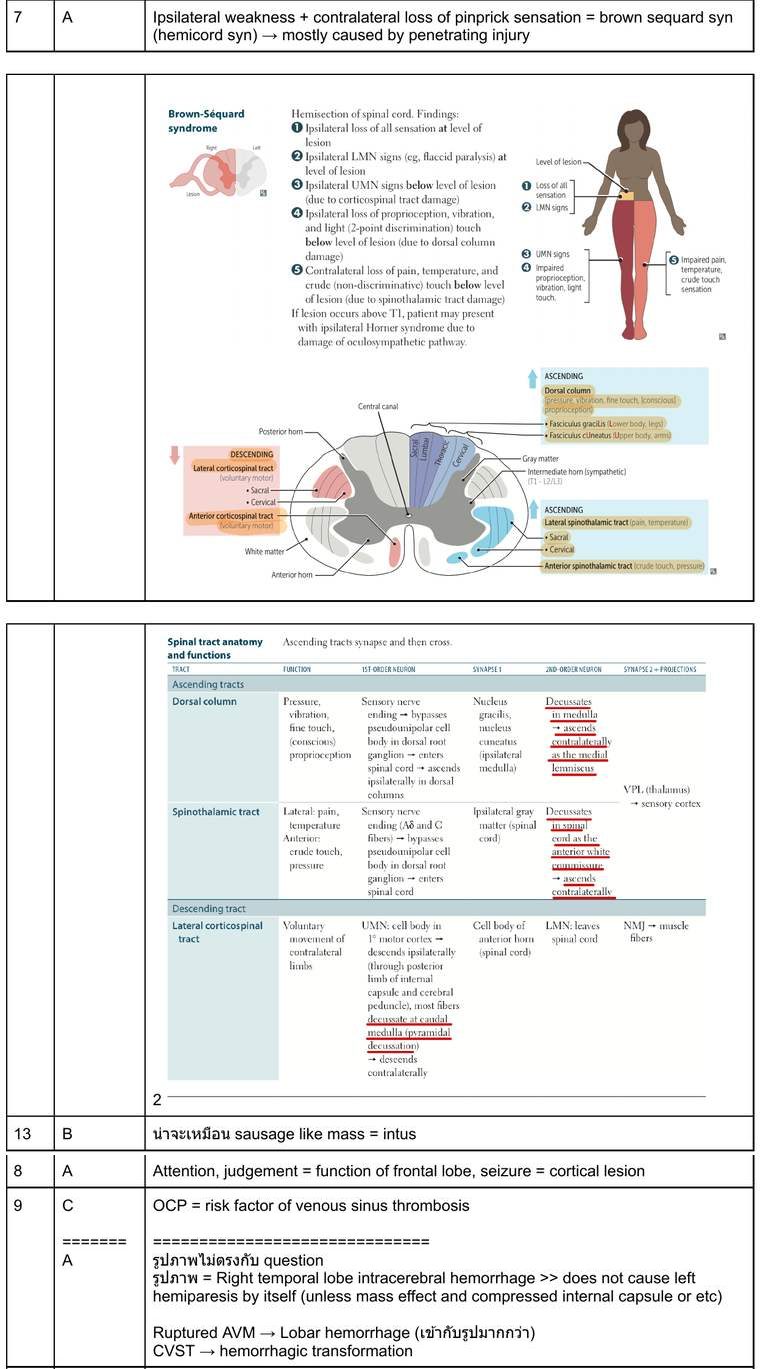 7 A Ipsilateral weakness + contralateral loss of pinprick sensation = brown sequard syn
(hemicord syn) → mostly caused by penetrating injury
Brown-Séquard
syndrome
Right Left
Lesion
Hemisection of spinal cord. Findings:
1 Ipsilateral loss of all sensation at level of
lesion
2 Ipsilateral LMN signs (eg, flaccid paralysis) at
level of lesion
3 Ipsilateral UMN signs below level of lesion
(due to corticospinal tract damage)
4 Ipsilateral loss of proprioception, vibration,
and light (2-point discrimination) touch
below level of lesion (due to dorsal column
damage)
5 Contralateral loss of pain, temperature, and
crude (non-discriminative) touch below level
of lesion (due to spinothalamic tract damage)
If lesion occurs above T1, patient may present
with ipsilateral Horner syndrome due to
damage of oculosympathetic pathway.
Level of lesion
1 Loss of all
sensation
2 LMN signs
3 UMN signs
4 Impaired
proprioception,
vibration, light
touch.
5 Impaired pain,
temperature,
crude touch
sensation
ASCENDING
Dorsal column
(pressure, vibration, fine touch, [conscious]
proprioception)
• Fasciculus graciLis (Lower body, legs)
• Fasciculus cUneatus (Upper body, arms)
Central canal
Posterior horn
Sacral
Lumbar
Thoracic
Cervical
Gray matter
Intermediate horn (sympathetic)
(T1 - L2/L3)
DESCENDING
Lateral corticospinal tract
(voluntary motor)
• Sacral
• Cervical
Anterior corticospinal tract
(voluntary motor)
White matter
Anterior horn
ASCENDING
Lateral spinothalamic tract (pain, temperature)
• Sacral
• Cervical
Anterior spinothalamic tract (crude touch, pressure)
Spinal tract anatomy
and functions
Ascending tracts synapse and then cross.
TRACT FUNCTION 1ST-ORDER NEURON SYNAPSE 1 2ND-ORDER NEURON SYNAPSE 2 + PROJECTIONS
Ascending tracts
Dorsal column
Pressure,
vibration,
fine touch,
(conscious)
proprioception
Sensory nerve
ending → bypasses
pseudounipolar cell
body in dorsal root
ganglion → enters
spinal cord → ascends
ipsilaterally in dorsal
columns
Nucleus
gracilis,
nucleus
cuneatus
(ipsilateral
medulla)
Decussates
in medulla
→ ascends
contralaterally
as the medial
lemniscus
VPL (thalamus)
→ sensory cortex
Spinothalamic tract
Lateral: pain,
temperature
Anterior:
crude touch,
pressure
Sensory nerve
ending (Aδ and C
fibers) → bypasses
pseudounipolar cell
body in dorsal root
ganglion → enters
spinal cord
Ipsilateral gray
matter (spinal
cord)
Decussates
in spinal
cord as the
anterior white
commissure
→ ascends
contralaterally
Descending tract
Lateral corticospinal
tract
Voluntary
movement of
contralateral
limbs
UMN: cell body in
1° motor cortex →
descends ipsilaterally
(through posterior
limb of internal
capsule and cerebral
peduncle), most fibers
decussate at caudal
medulla (pyramidal
decussation)
→ descends
contralaterally
Cell body of
anterior horn
(spinal cord)
LMN: leaves
spinal cord
NMJ → muscle
fibers
2
13 B น่าจะเหมือน sausage like mass = intus
8 A Attention, judgement = function of frontal lobe, seizure = cortical lesion
9 C OCP = risk factor of venous sinus thrombosis
======= ==============================
A รูปภาพไม่ตรงกับ question
รูปภาพ = Right temporal lobe intracerebral hemorrhage >> does not cause left
hemiparesis by itself (unless mass effect and compressed internal capsule or etc)
Ruptured AVM → Lobar hemorrhage (เข้ากับรูปมากกว่า)
CVST → hemorrhagic transformation